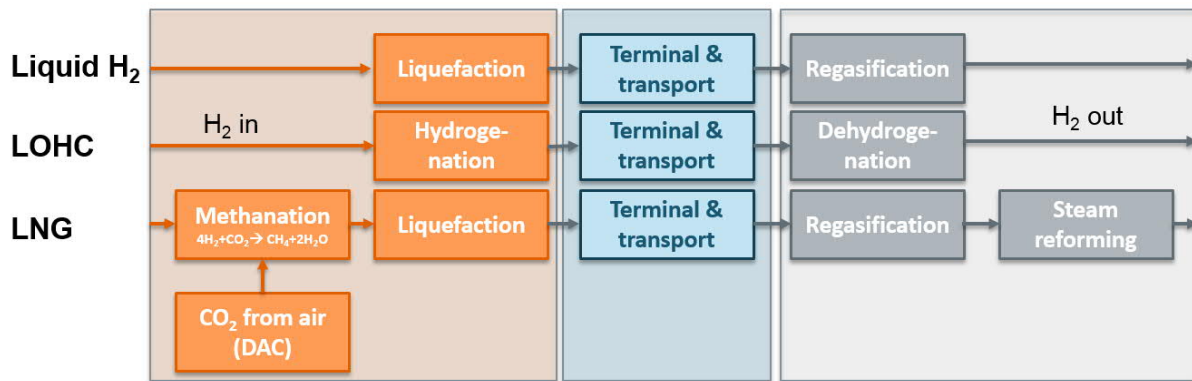 Liquid H₂
Liquefaction
Terminal &
transport
Regasification
H₂ in
H₂ out
LOHC
Hydroge-
nation
Terminal &
transport
Dehydroge-
nation
LNG
Methanation
4H₂+CO₂→ CH₄+2H₂O
Liquefaction
Terminal &
transport
Regasification
Steam
reforming
CO₂ from air
(DAC)